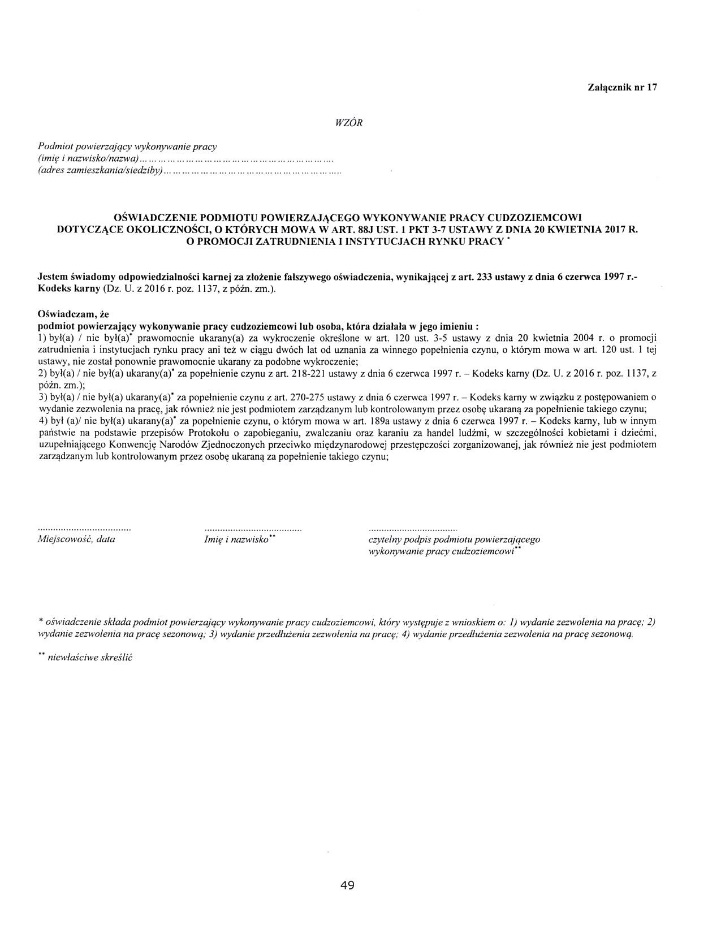 Załącznik nr 17
WZÓR
Podmiot powierzający wykonywanie pracy
(imię i nazwisko/nazwa)………………………………………………………….
(adres zamieszkania/siedziby)……………………………………………………..
OŚWIADCZENIE PODMIOTU POWIERZAJĄCEGO WYKONYWANIE PRACY CUDZOZIEMCOWI
DOTYCZĄCE OKOLICZNOŚCI, O KTÓRYCH MOWA W ART. 88J UST. 1 PKT 3-7 USTAWY Z DNIA 20 KWIETNIA 2017 R.
O PROMOCJI ZATRUDNIENIA I INSTYTUCJACH RYNKU PRACY *
Jestem świadomy odpowiedzialności karnej za złożenie fałszywego oświadczenia, wynikającej z art. 233 ustawy z dnia 6 czerwca 1997 r.-
Kodeks karny (Dz. U. z 2016 r. poz. 1137, z późn. zm.).
Oświadczam, że
podmiot powierzający wykonywanie pracy cudzoziemcowi lub osoba, która działała w jego imieniu :
1) był(a) / nie był(a)* prawomocnie ukarany(a) za wykroczenie określone w art. 120 ust. 3-5 ustawy z dnia 20 kwietnia 2004 r. o promocji
zatrudnienia i instytucjach rynku pracy ani też w ciągu dwóch lat od uznania za winnego popełnienia czynu, o którym mowa w art. 120 ust. 1 tej
ustawy, nie został ponownie prawomocnie ukarany za podobne wykroczenie;
2) był(a) / nie był(a) ukarany(a)* za popełnienie czynu z art. 218-221 ustawy z dnia 6 czerwca 1997 r. – Kodeks karny (Dz. U. z 2016 r. poz. 1137, z
późn. zm.);
3) był(a) / nie był(a) ukarany(a)* za popełnienie czynu z art. 270-275 ustawy z dnia 6 czerwca 1997 r. – Kodeks karny w związku z postępowaniem o
wydanie zezwolenia na pracę, jak również nie jest podmiotem zarządzanym lub kontrolowanym przez osobę ukaraną za popełnienie takiego czynu;
4) był (a)/ nie był(a) ukarany(a)* za popełnienie czynu, o którym mowa w art. 189a ustawy z dnia 6 czerwca 1997 r. – Kodeks karny, lub w innym
państwie na podstawie przepisów Protokołu o zapobieganiu, zwalczaniu oraz karaniu za handel ludźmi, w szczególności kobietami i dziećmi,
uzupełniającego Konwencję Narodów Zjednoczonych przeciwko międzynarodowej przestępczości zorganizowanej, jak również nie jest podmiotem
zarządzanym lub kontrolowanym przez osobę ukaraną za popełnienie takiego czynu;
.................................... ..................................... ..................................
Miejscowość, data Imię i nazwisko** czytelny podpis podmiotu powierzającego
wykonywanie pracy cudzoziemcowi**
* oświadczenie składa podmiot powierzający wykonywanie pracy cudzoziemcowi, który występuje z wnioskiem o: 1) wydanie zezwolenia na pracę; 2)
wydanie zezwolenia na pracę sezonową; 3) wydanie przedłużenia zezwolenia na pracę; 4) wydanie przedłużenia zezwolenia na pracę sezonową.
** niewłaściwe skreślić
49